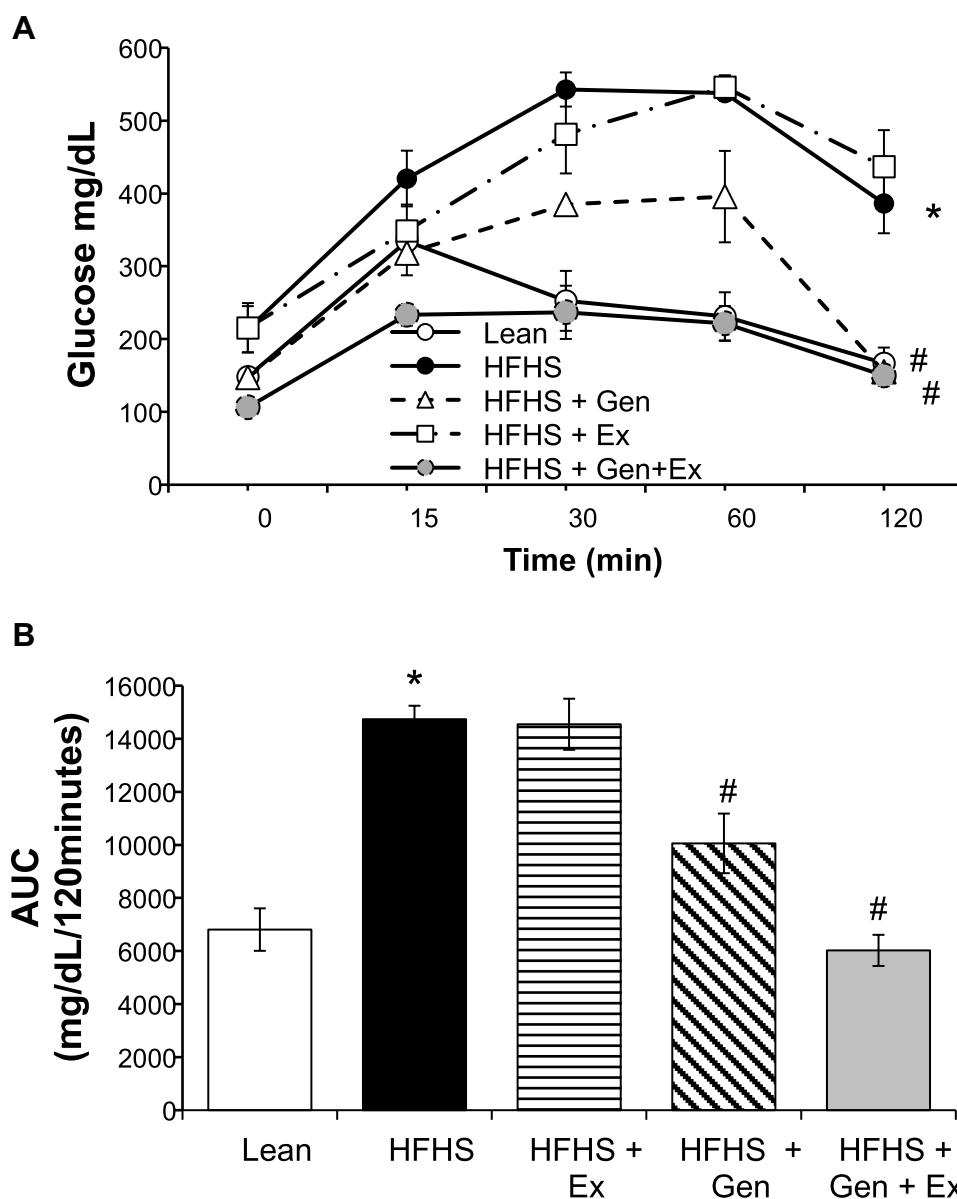 A
600
500
400
300
200
100
0
Glucose mg/dL
*
#
#
Lean
HFHS
HFHS + Gen
HFHS + Ex
HFHS + Gen+Ex
0 15 30 60 120
Time (min)
B
16000
14000
12000
10000
8000
6000
4000
2000
0
AUC
(mg/dL/120minutes)
*
#
#
Lean HFHS HFHS + HFHS + HFHS +
Ex Gen Gen + Ex